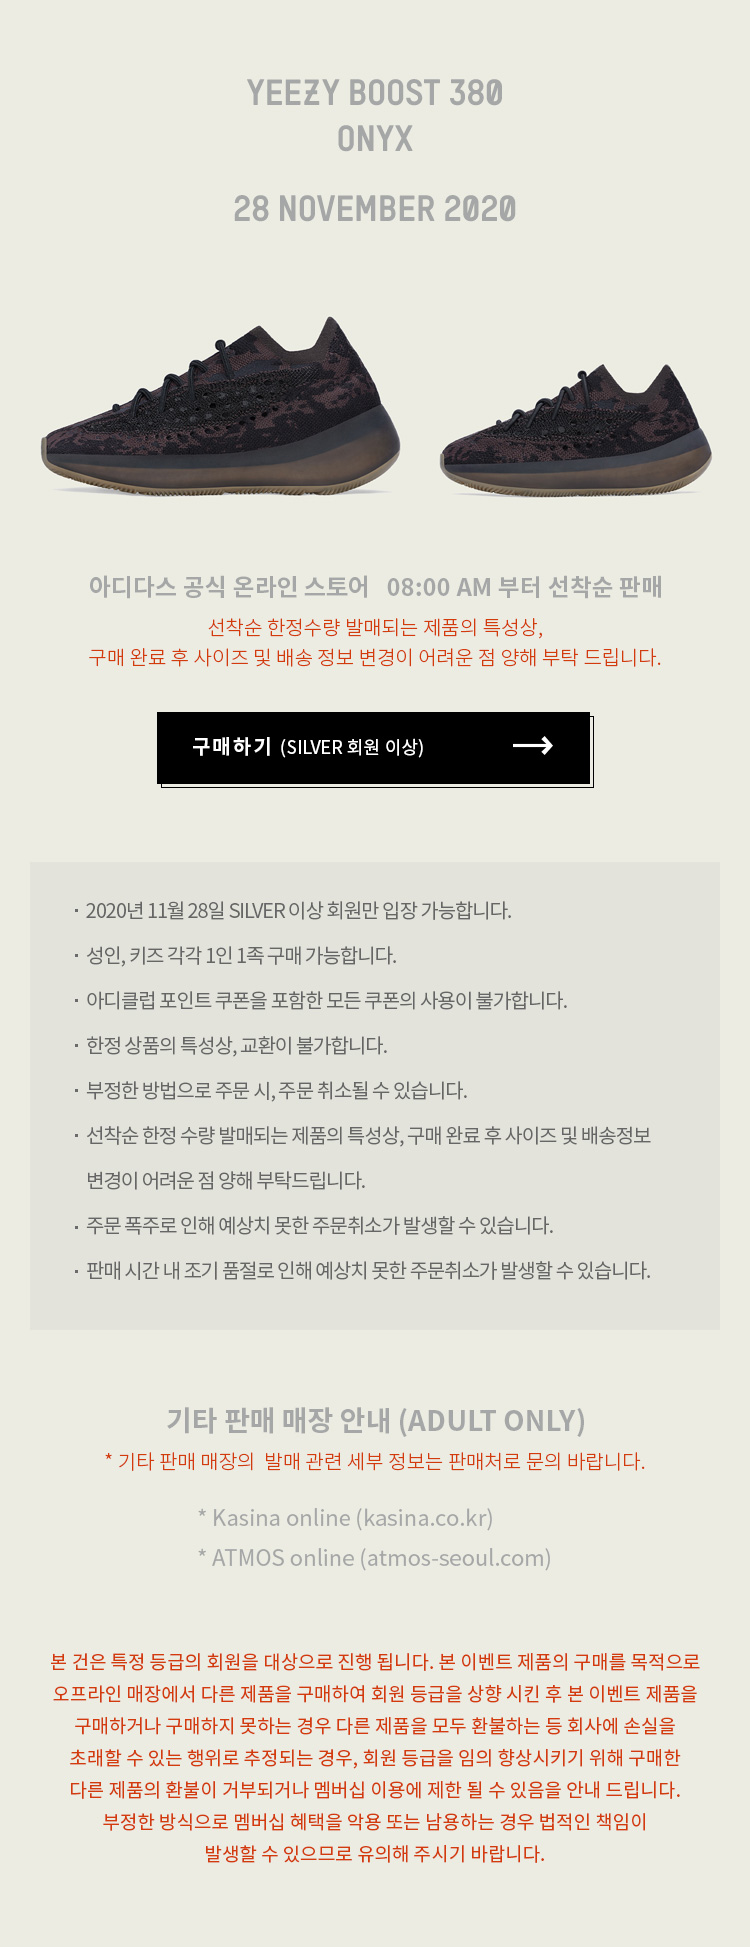 YEEZY BOOST 380
ONYX
28 NOVEMBER 2020
아디다스 공식 온라인 스토어 08:00 AM 부터 선착순 판매
선착순 한정수량 발매되는 제품의 특성상,
구매 완료 후 사이즈 및 배송 정보 변경이 어려운 점 양해 부탁 드립니다.
구매하기 (SILVER 회원 이상)
· 2020년 11월 28일 SILVER 이상 회원만 입장 가능합니다.
· 성인, 키즈 각각 1인 1족 구매 가능합니다.
· 아디클럽 포인트 쿠폰을 포함한 모든 쿠폰의 사용이 불가합니다.
· 한정 상품의 특성상, 교환이 불가합니다.
· 부정한 방법으로 주문 시, 주문 취소될 수 있습니다.
· 선착순 한정 수량 발매되는 제품의 특성상, 구매 완료 후 사이즈 및 배송정보
변경이 어려운 점 양해 부탁드립니다.
· 주문 폭주로 인해 예상치 못한 주문취소가 발생할 수 있습니다.
· 판매 시간 내 조기 품절로 인해 예상치 못한 주문취소가 발생할 수 있습니다.
기타 판매 매장 안내 (ADULT ONLY)
* 기타 판매 매장의 발매 관련 세부 정보는 판매처로 문의 바랍니다.
* Kasina online (kasina.co.kr)
* ATMOS online (atmos-seoul.com)
본 건은 특정 등급의 회원을 대상으로 진행 됩니다. 본 이벤트 제품의 구매를 목적으로
오프라인 매장에서 다른 제품을 구매하여 회원 등급을 상향 시킨 후 본 이벤트 제품을
구매하거나 구매하지 못하는 경우 다른 제품을 모두 환불하는 등 회사에 손실을
초래할 수 있는 행위로 추정되는 경우, 회원 등급을 임의 향상시키기 위해 구매한
다른 제품의 환불이 거부되거나 멤버십 이용에 제한 될 수 있음을 안내 드립니다.
부정한 방식으로 멤버십 혜택을 악용 또는 남용하는 경우 법적인 책임이
발생할 수 있으므로 유의해 주시기 바랍니다.